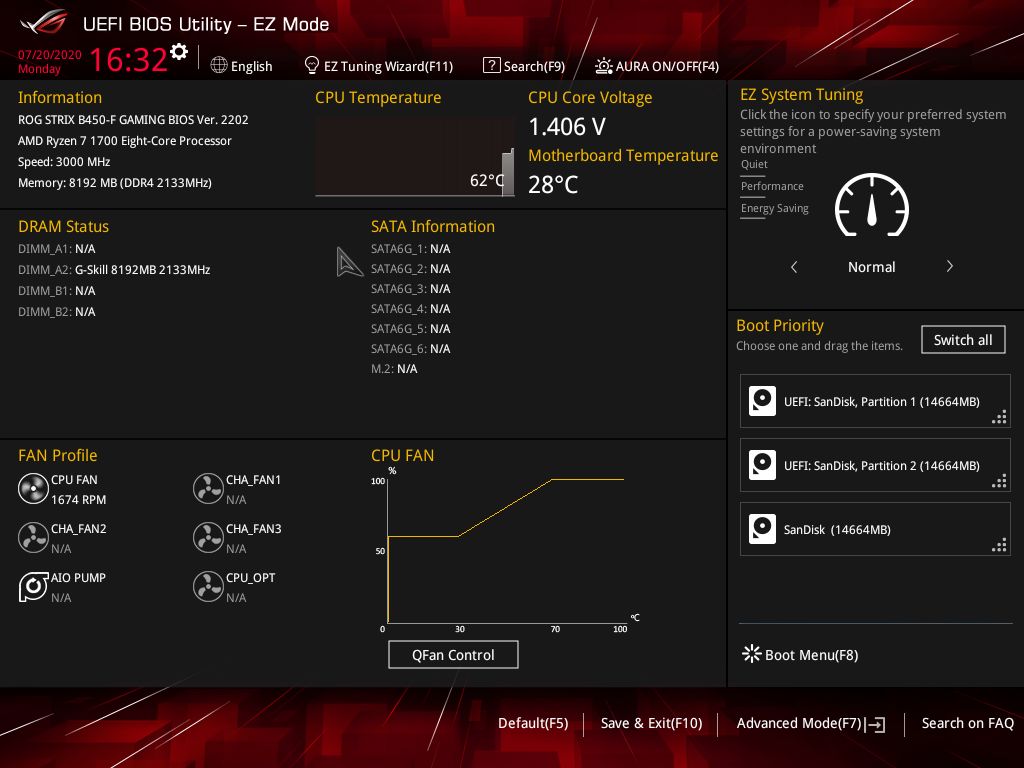 UEFI BIOS Utility – EZ Mode
07/20/2020
Monday
16:32
English
EZ Tuning Wizard(F11)
Search(F9)
AURA ON/OFF(F4)
Information
ROG STRIX B450-F GAMING BIOS Ver. 2202
AMD Ryzen 7 1700 Eight-Core Processor
Speed: 3000 MHz
Memory: 8192 MB (DDR4 2133MHz)
CPU Temperature
62°C
CPU Core Voltage
1.406 V
Motherboard Temperature
28°C
EZ System Tuning
Click the icon to specify your preferred system
settings for a power-saving system
environment
Quiet
Performance
Energy Saving
Normal
DRAM Status
DIMM_A1: N/A
DIMM_A2: G-Skill 8192MB 2133MHz
DIMM_B1: N/A
DIMM_B2: N/A
SATA Information
SATA6G_1: N/A
SATA6G_2: N/A
SATA6G_3: N/A
SATA6G_4: N/A
SATA6G_5: N/A
SATA6G_6: N/A
M.2: N/A
Boot Priority
Choose one and drag the items.
Switch all
UEFI: SanDisk, Partition 1 (14664MB)
UEFI: SanDisk, Partition 2 (14664MB)
SanDisk (14664MB)
Boot Menu(F8)
FAN Profile
CPU FAN
1674 RPM
CHA_FAN1
N/A
CHA_FAN2
N/A
CHA_FAN3
N/A
AIO PUMP
N/A
CPU_OPT
N/A
CPU FAN
%
100
50
0
30
70
100
°C
QFan Control
Default(F5)
Save & Exit(F10)
Advanced Mode(F7)
Search on FAQ